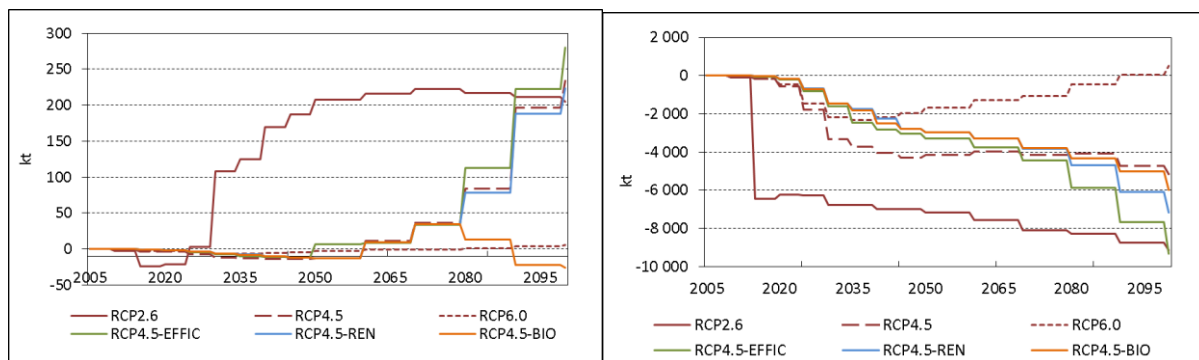 300
250
200
150
100
50
0
-50
kt
2005 2020 2035 2050 2065 2080 2095
RCP2.6 RCP4.5 RCP6.0
RCP4.5-EFFIC RCP4.5-REN RCP4.5-BIO
2 000
0
-2 000
-4 000
-6 000
-8 000
-10 000
kt
2005 2020 2035 2050 2065 2080 2095
RCP2.6 RCP4.5 RCP6.0
RCP4.5-EFFIC RCP4.5-REN RCP4.5-BIO